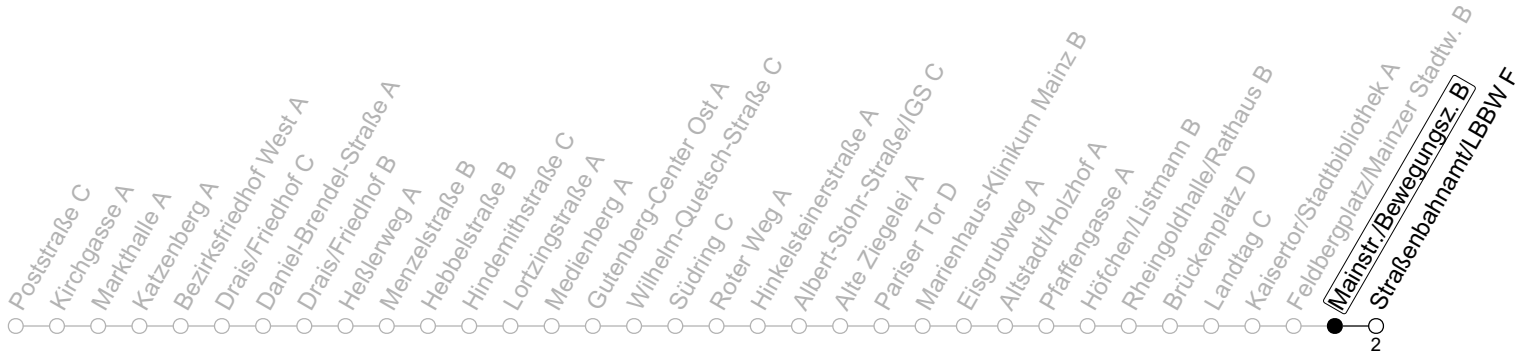 Poststraße C
Kirchgasse A
Markthalle A
Katzenberg A
Bezirksfriedhof West A
Drais/Friedhof C
Daniel-Brendel-Straße A
Drais/Friedhof B
Heßlerweg A
Menzelstraße B
Hebbelstraße B
Hindemithstraße C
Lortzingstraße A
Medienberg A
Gutenberg-Center Ost A
Wilhelm-Quetsch-Straße C
Südring C
Roter Weg A
Hinkelsteinerstraße A
Albert-Stohr-Straße/IGS C
Alte Ziegelei A
Pariser Tor D
Marienhaus-Klinikum Mainz B
Eisgrubweg A
Altstadt/Holzhof A
Pfaffengasse A
Höfchen/Listmann B
Rheingoldhalle/Rathaus B
Brückenplatz D
Landtag C
Kaisertor/Stadtbibliothek A
Feldbergplatz/Mainzer Stadtw. B
Mainstr./Bewegungsz. B
Straßenbahnamt/LBBW F
2